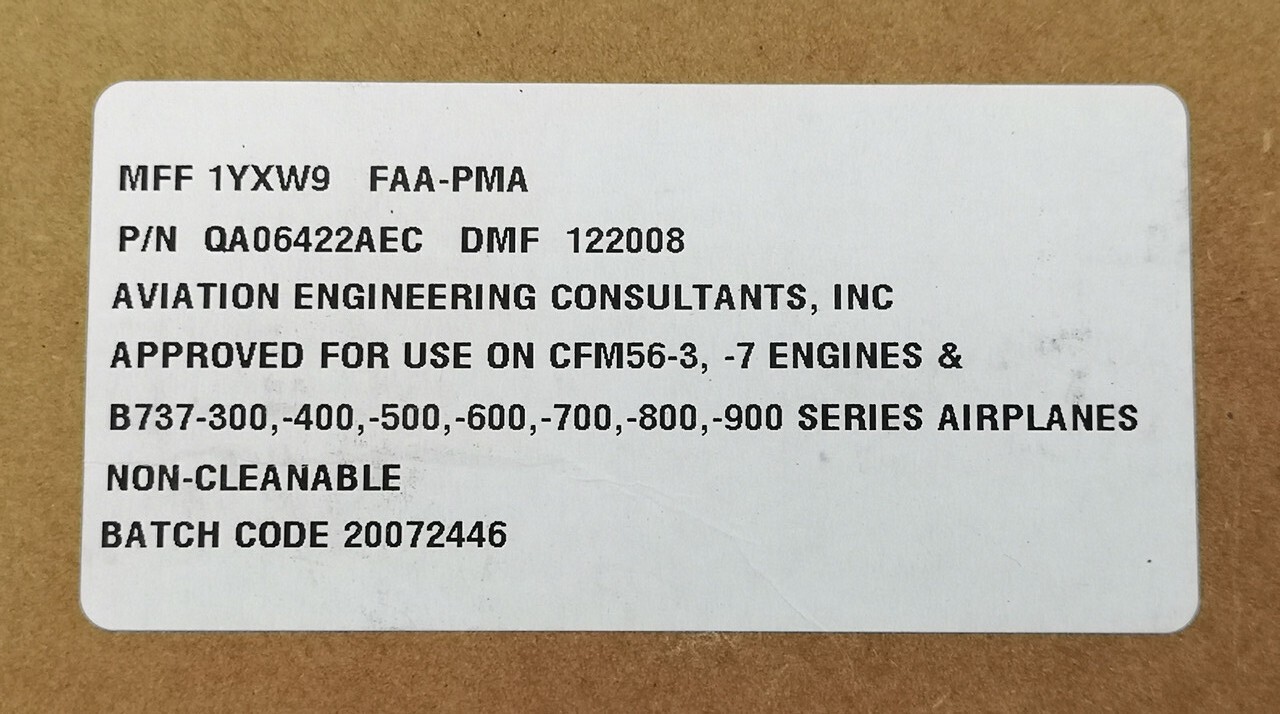 MFF 1YXW9 FAA-PMA
P/N QA06422AEC DMF 122008
AVIATION ENGINEERING CONSULTANTS, INC
APPROVED FOR USE ON CFM56-3, -7 ENGINES &
B737-300,-400,-500,-600,-700,-800,-900 SERIES AIRPLANES
NON-CLEANABLE
BATCH CODE 20072446